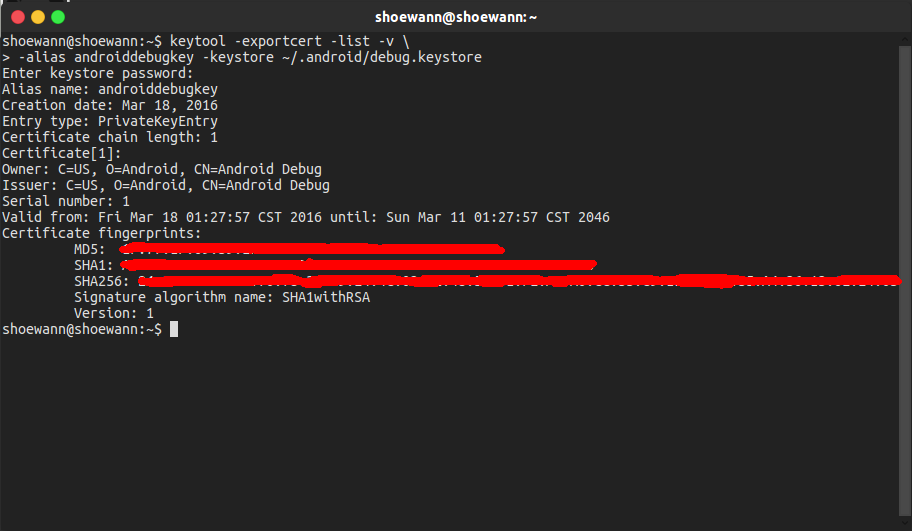 shoewann@shoewann: ~
shoewann@shoewann:~$ keytool -exportcert -list -v \
> -alias androiddebugkey -keystore ~/.android/debug.keystore
Enter keystore password:
Alias name: androiddebugkey
Creation date: Mar 18, 2016
Entry type: PrivateKeyEntry
Certificate chain length: 1
Certificate[1]:
Owner: C=US, O=Android, CN=Android Debug
Issuer: C=US, O=Android, CN=Android Debug
Serial number: 1
Valid from: Fri Mar 18 01:27:57 CST 2016 until: Sun Mar 11 01:27:57 CST 2046
Certificate fingerprints:
MD5:
SHA1:
SHA256:
Signature algorithm name: SHA1withRSA
Version: 1
shoewann@shoewann:~$